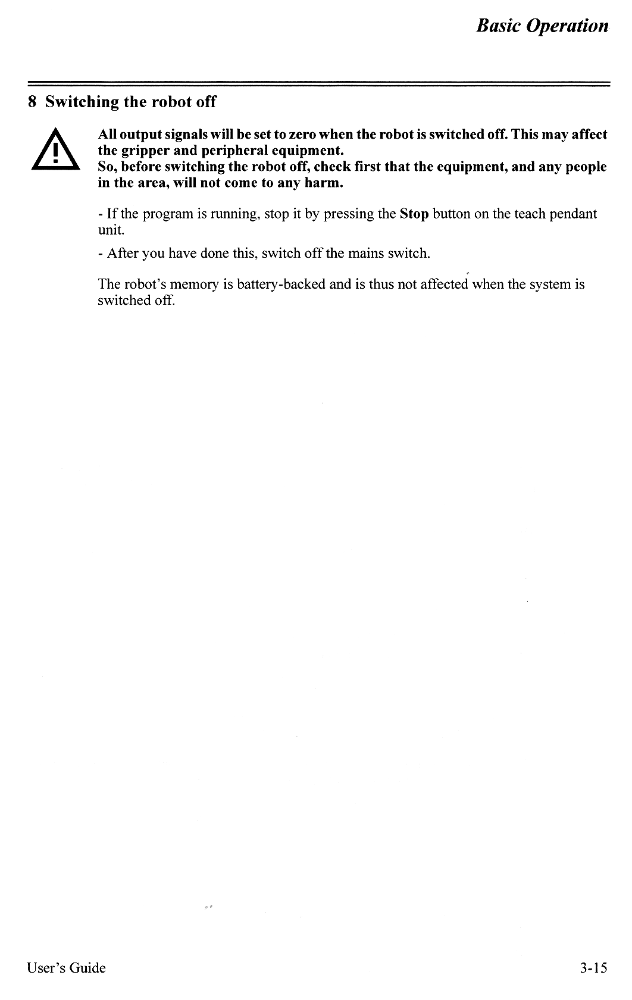 Basic Operation
8 Switching the robot off
All output signals will be set to zero when the robot is switched off. This may affect
the gripper and peripheral equipment.
So, before switching the robot off, check first that the equipment, and any people
in the area, will not come to any harm.
- If the program is running, stop it by pressing the Stop button on the teach pendant
unit.
- After you have done this, switch off the mains switch.
The robot's memory is battery-backed and is thus not affected when the system is
switched off.
User's Guide 3-15